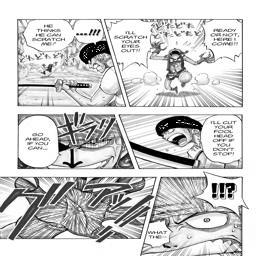 HE
THINKS
HE CAN
SCRATCH
ME!
...!!!
I'LL
SCRATCH
YOUR
EYES
OUT!!
READY
OR NOT,
HERE I
COME!!
GO
AHEAD,
IF YOU
CAN...
I'LL CUT
YOUR
FOOL
HEAD
OFF IF
YOU
DON'T
STOP!
WHAT
THE--
!!?